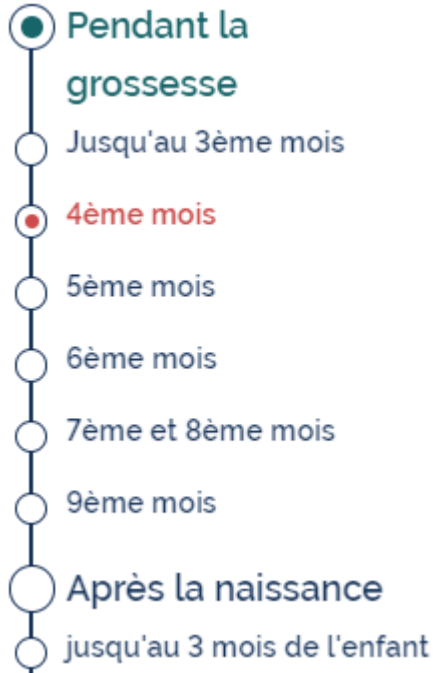 Pendant la
grossesse
Jusqu'au 3ème mois
4ème mois
5ème mois
6ème mois
7ème et 8ème mois
9ème mois
Après la naissance
jusqu'au 3 mois de l'enfant